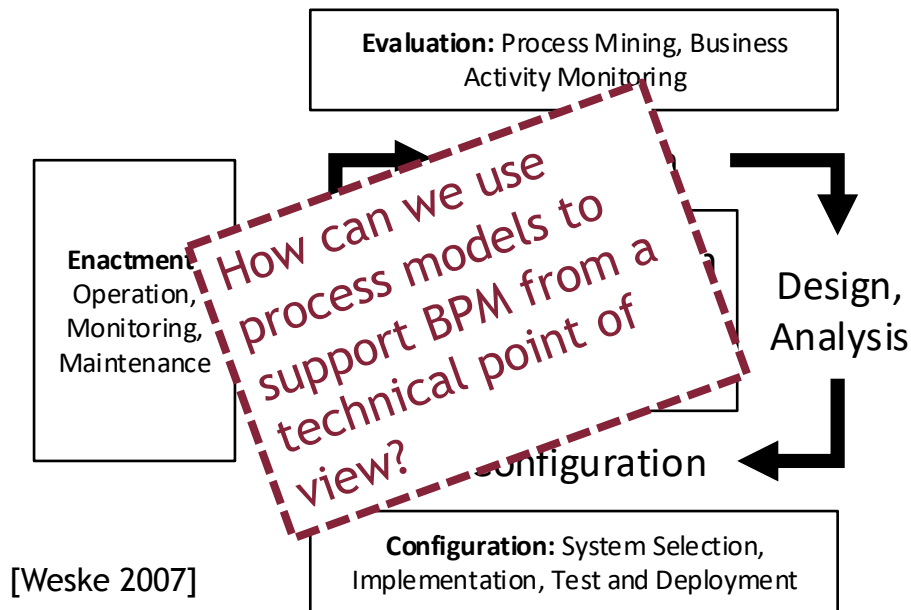 Evaluation: Process Mining, Business
Activity Monitoring
Enactment
Operation,
Monitoring,
Maintenance
How can we use
process models to
support BPM from a
technical point of
view?
Design,
Analysis
Configuration
Configuration: System Selection,
Implementation, Test and Deployment
[Weske 2007]